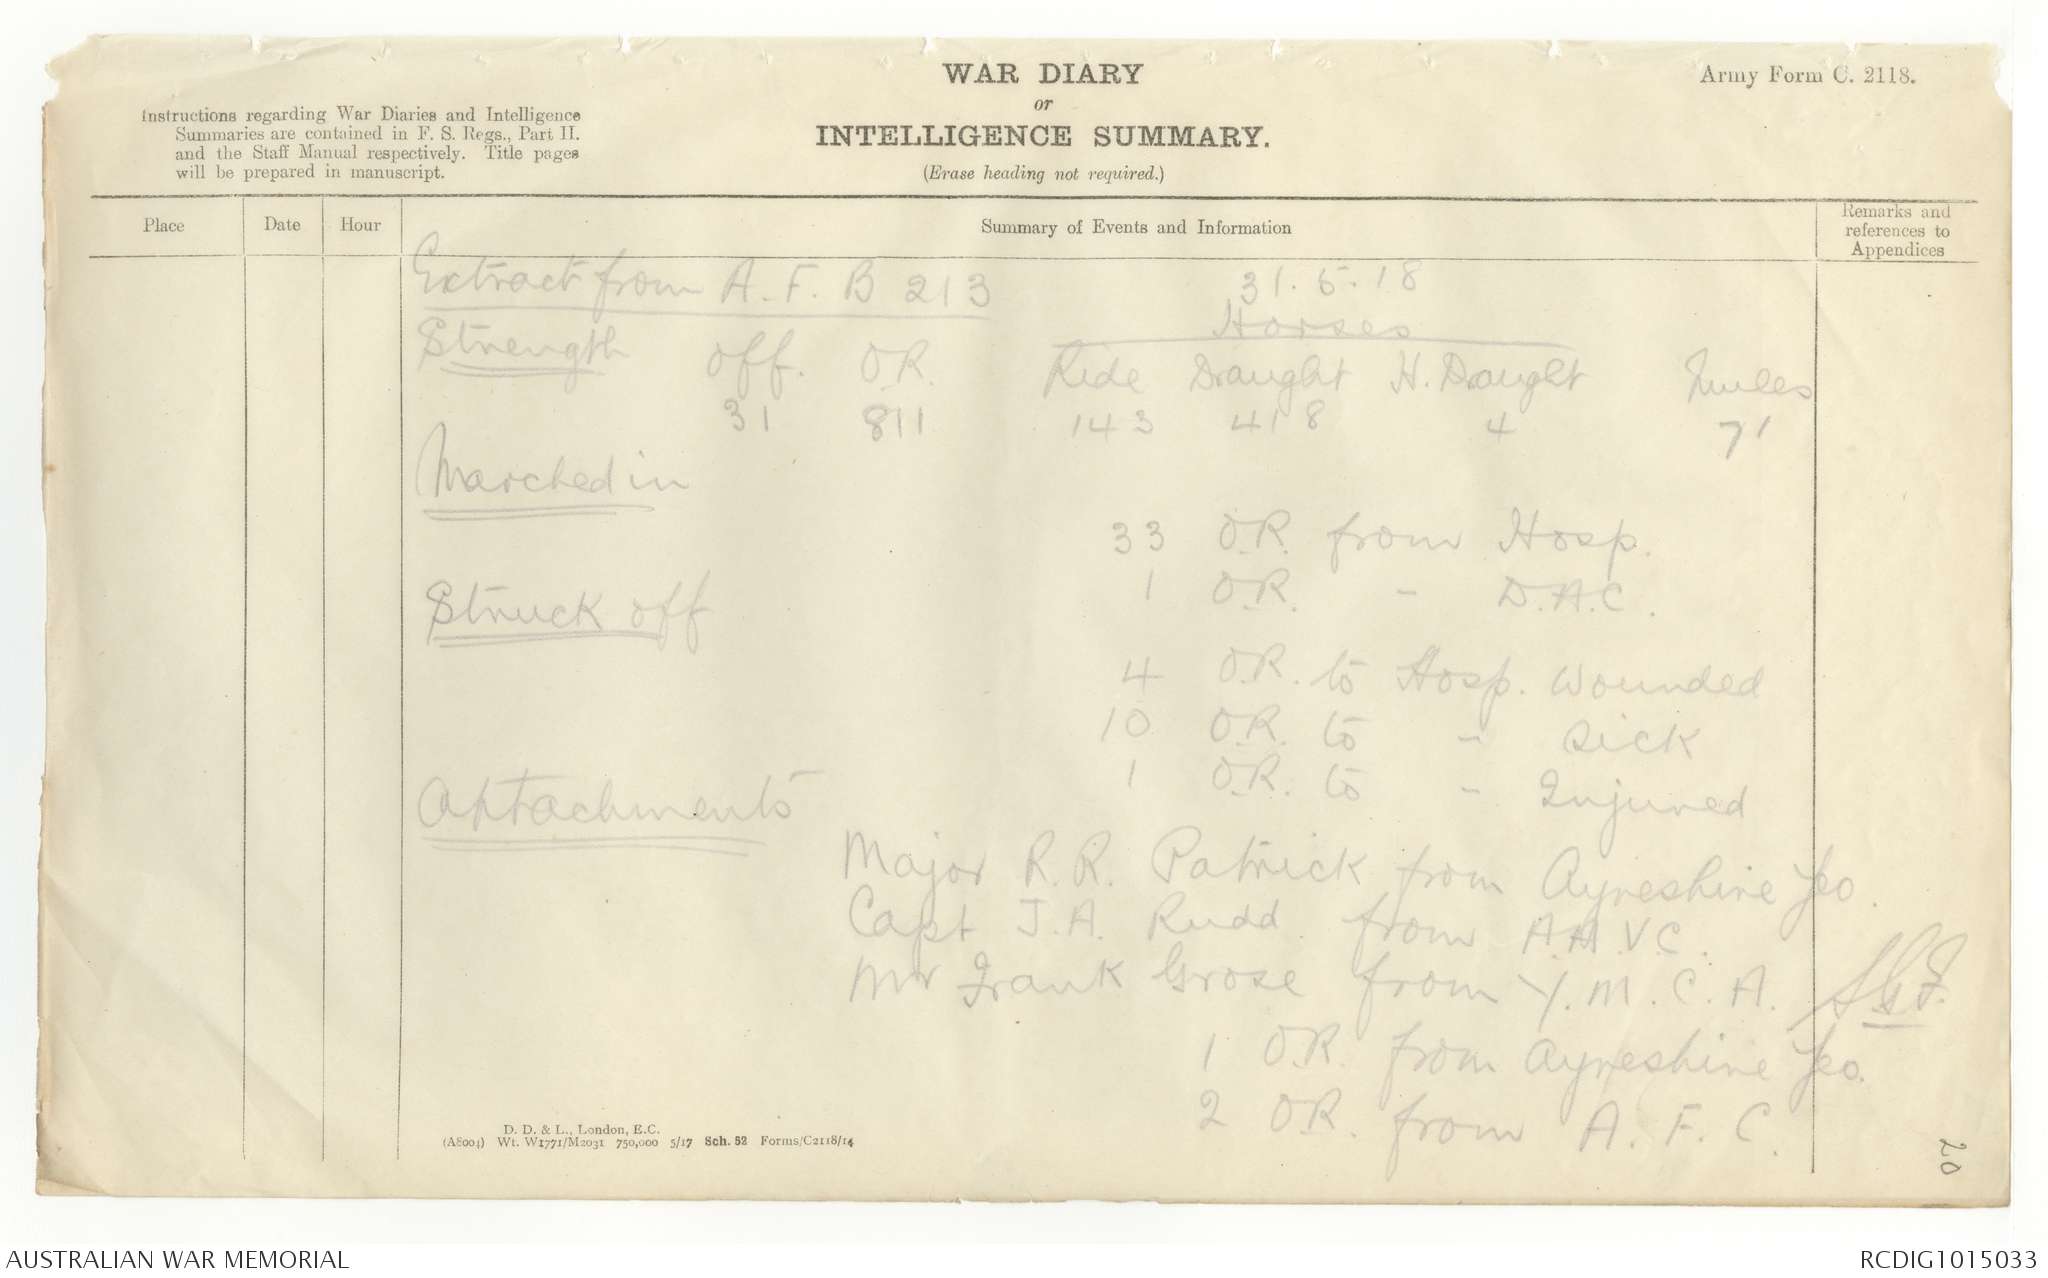 WAR DIARY
or
INTELLIGENCE SUMMARY.
(Erase heading not required.)
Army Form C. 2118.
Instructions regarding War Diaries and Intelligence
Summaries are contained in F. S. Regs., Part II.
and the Staff Manual respectively. Title pages
will be prepared in manuscript.
Place Date Hour Summary of Events and Information Remarks and references to Appendices
Extract from A.F. B 213 31.5.18
Horses
Strength Off. O.R. Ride Draught H. Draught Mules
31 811 143 418 4 71
Marched in
33 O.R. from Hosp.
1 O.R. " D.A.C.
Struck off
4 O.R. to Hosp. Wounded
10 O.R. to " Sick
1 O.R. to " Injured
Attachments
Major R.R. Patrick from Ayreshire Yeo.
Capt J.A. Rudd from A.A.V.C.
Mr Frank Grose from Y.M.C.A.
1 O.R. from Ayreshire Yeo.
2 O.R. from A.F.C.
20
D. D. & L., London, E.C.
(A8004) Wt. W1771/M2031 750,000 5/17 Sch. 52 Forms/C2118/14
AUSTRALIAN WAR MEMORIAL
RCDIG1015033